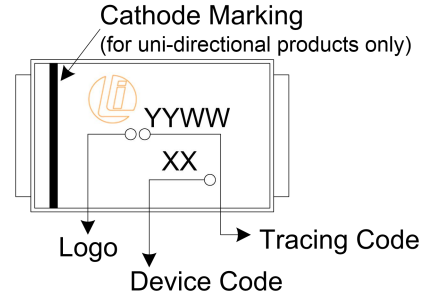 Cathode Marking
(for uni-directional products only)
YYWW
XX
Logo
Tracing Code
Device Code